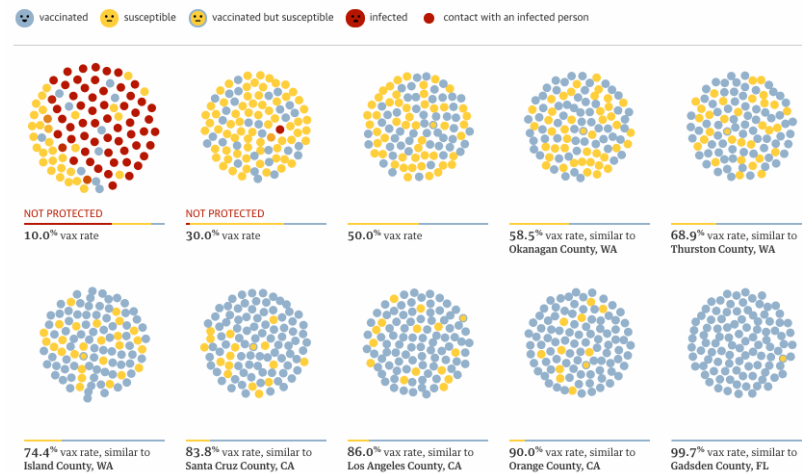 vaccinated susceptible vaccinated but susceptible infected contact with an infected person
NOT PROTECTED
10.0% vax rate
NOT PROTECTED
30.0% vax rate
50.0% vax rate
58.5% vax rate, similar to
Okanagan County, WA
68.9% vax rate, similar to
Thurston County, WA
74.4% vax rate, similar to
Island County, WA
83.8% vax rate, similar to
Santa Cruz County, CA
86.0% vax rate, similar to
Los Angeles County, CA
90.0% vax rate, similar to
Orange County, CA
99.7% vax rate, similar to
Gadsden County, FL